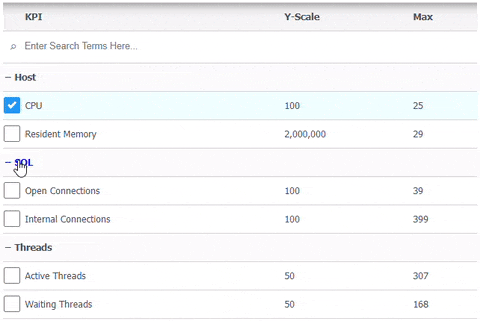 KPI Y-Scale Max
Enter Search Terms Here...
− Host
CPU 100 25
Resident Memory 2,000,000 29
− SQL
Open Connections 100 39
Internal Connections 100 399
− Threads
Active Threads 50 307
Waiting Threads 50 168